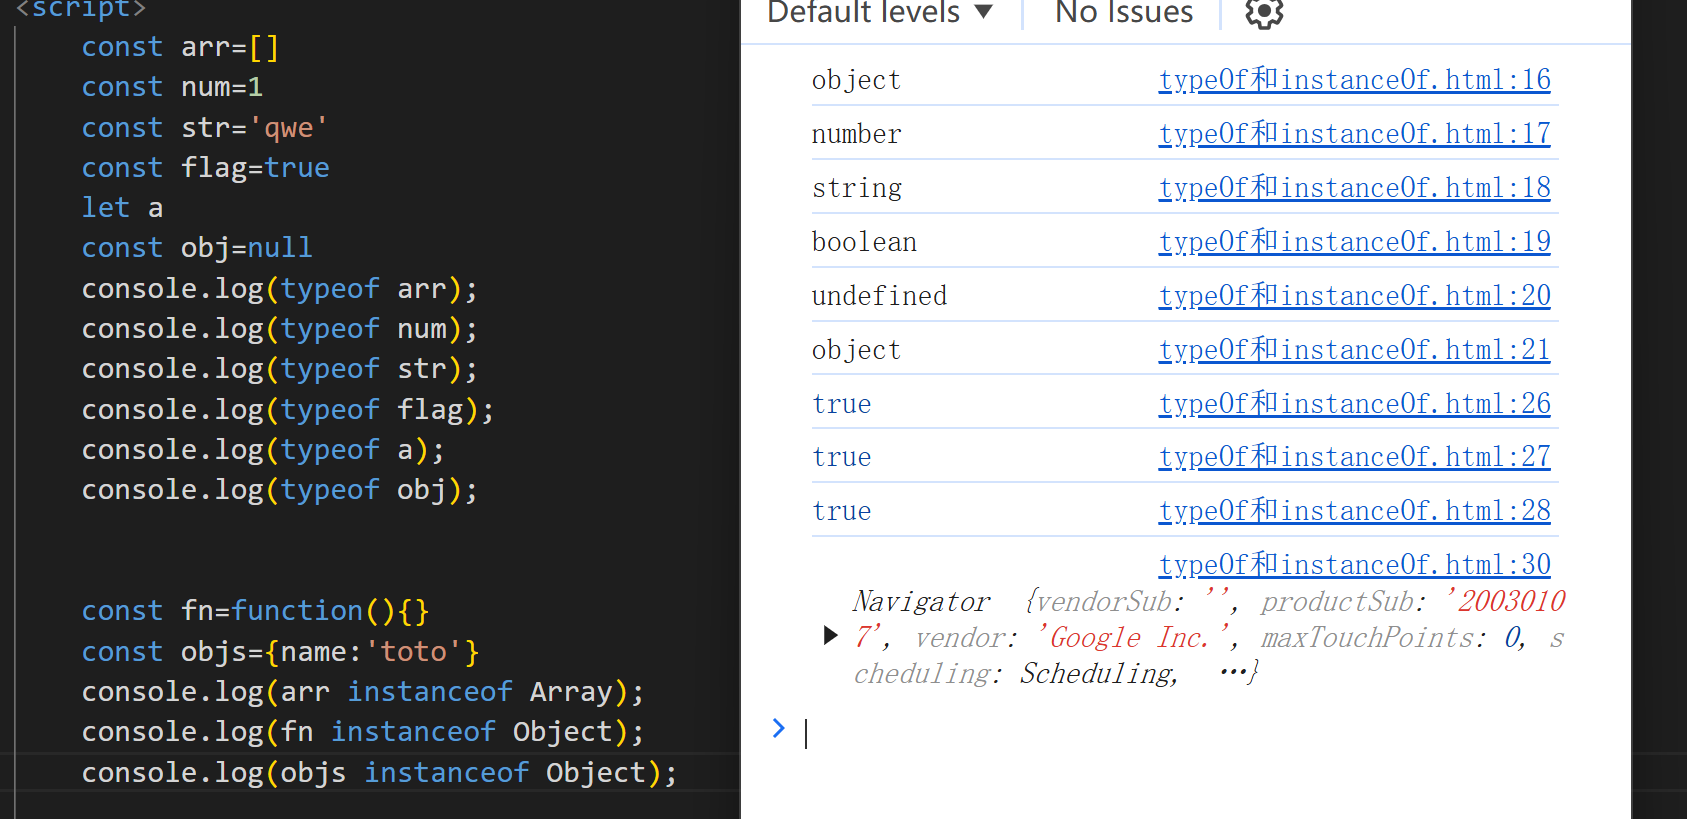 <script>
const arr=[]
const num=1
const str='qwe'
const flag=true
let a
const obj=null
console.log(typeof arr);
console.log(typeof num);
console.log(typeof str);
console.log(typeof flag);
console.log(typeof a);
console.log(typeof obj);
const fn=function(){}
const objs={name:'toto'}
console.log(arr instanceof Array);
console.log(fn instanceof Object);
console.log(objs instanceof Object);
Default levels ▼ No Issues
object typeOf和instanceOf.html:16
number typeOf和instanceOf.html:17
string typeOf和instanceOf.html:18
boolean typeOf和instanceOf.html:19
undefined typeOf和instanceOf.html:20
object typeOf和instanceOf.html:21
true typeOf和instanceOf.html:26
true typeOf和instanceOf.html:27
true typeOf和instanceOf.html:28
typeOf和instanceOf.html:30
Navigator {vendorSub: '', productSub: '2003010
7', vendor: 'Google Inc.', maxTouchPoints: 0, s
cheduling: Scheduling, …}